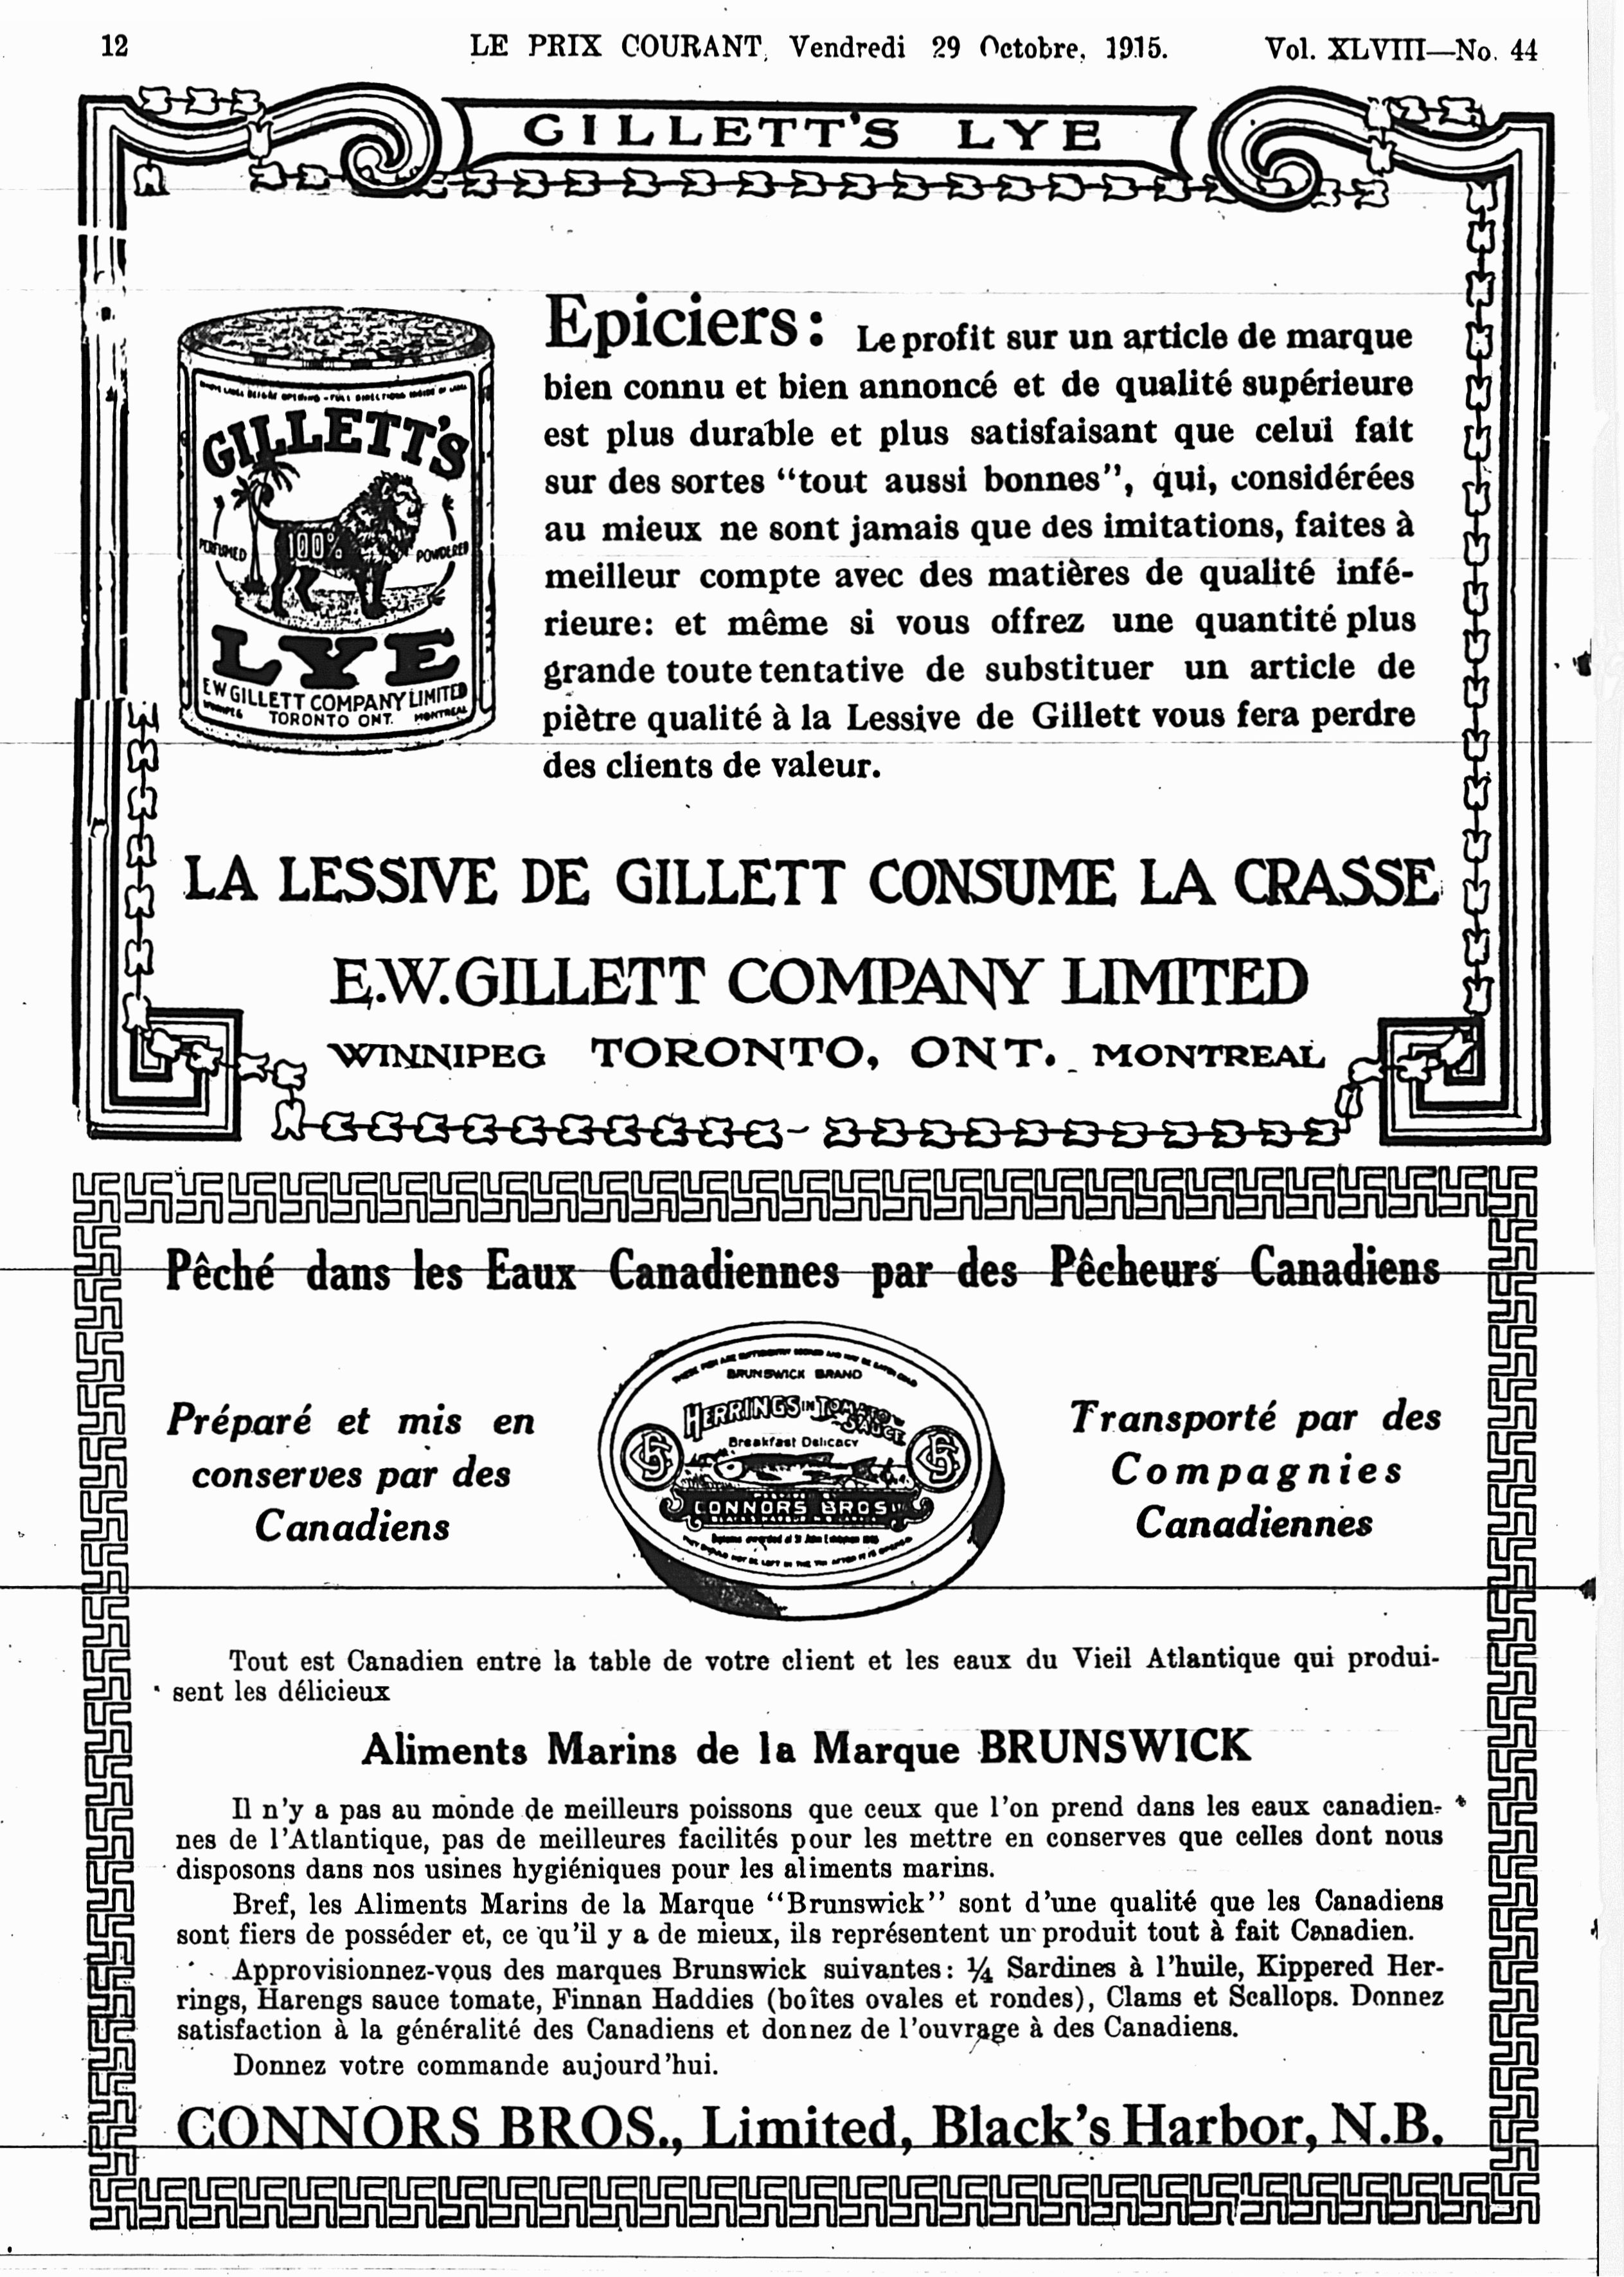 12 LE PRIX COURANT, Vendredi 29 Octobre, 1915. Vol. XLVIII—No. 44
GILLETT'S LYE
Epiciers: Le profit sur un article de marque
bien connu et bien annoncé et de qualité supérieure
est plus durable et plus satisfaisant que celui fait
sur des sortes "tout aussi bonnes", qui, considérées
au mieux ne sont jamais que des imitations, faites à
meilleur compte avec des matières de qualité infé-
rieure: et même si vous offrez une quantité plus
grande toute tentative de substituer un article de
piètre qualité à la Lessive de Gillett vous fera perdre
des clients de valeur.
GILLETT'S
PERFUMED 100% POWDERED
LYE
E W GILLETT COMPANY LIMITED
WINNIPEG TORONTO ONT. MONTREAL
LA LESSIVE DE GILLETT CONSUME LA CRASSE
E.W. GILLETT COMPANY LIMITED
WINNIPEG TORONTO, ONT. MONTREAL
Pêché dans les Eaux Canadiennes par des Pêcheurs Canadiens
Préparé et mis en
conserves par des
Canadiens
BRUNSWICK BRAND
HERRINGS IN TOMATO
SAUCE
Breakfast Delicacy
CONNORS BROS
Transporté par des
Compagnies
Canadiennes
Tout est Canadien entre la table de votre client et les eaux du Vieil Atlantique qui produi-
sent les délicieux
Aliments Marins de la Marque BRUNSWICK
Il n'y a pas au monde de meilleurs poissons que ceux que l'on prend dans les eaux canadien-
nes de l'Atlantique, pas de meilleures facilités pour les mettre en conserves que celles dont nous
disposons dans nos usines hygiéniques pour les aliments marins.
Bref, les Aliments Marins de la Marque "Brunswick" sont d'une qualité que les Canadiens
sont fiers de posséder et, ce qu'il y a de mieux, ils représentent un produit tout à fait Canadien.
Approvisionnez-vous des marques Brunswick suivantes: ¼ Sardines à l'huile, Kippered Her-
rings, Harengs sauce tomate, Finnan Haddies (boîtes ovales et rondes), Clams et Scallops. Donnez
satisfaction à la généralité des Canadiens et donnez de l'ouvrage à des Canadiens.
Donnez votre commande aujourd'hui.
CONNORS BROS., Limited, Black's Harbor, N.B.